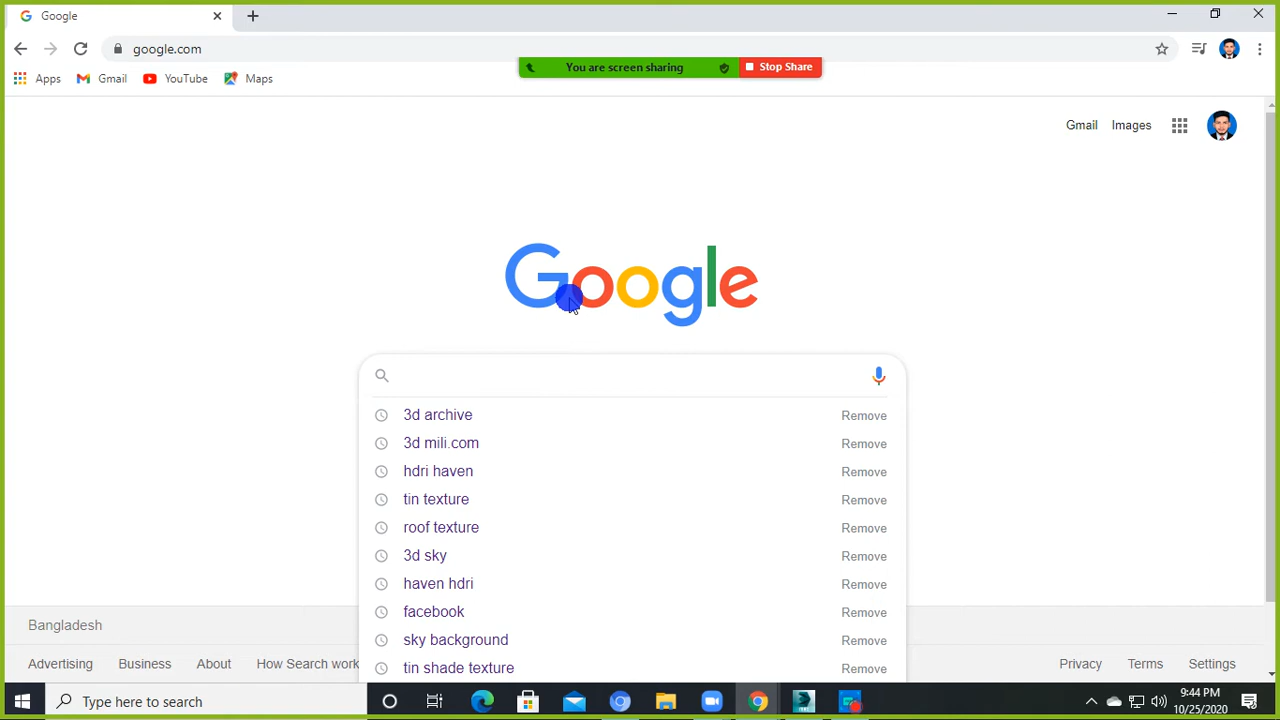 Google
google.com
You are screen sharing
Stop Share
Apps
Gmail
YouTube
Maps
Gmail
Images
Google
3d archive
Remove
3d mili.com
Remove
hdri haven
Remove
tin texture
Remove
roof texture
Remove
3d sky
Remove
haven hdri
Remove
facebook
Remove
sky background
Remove
tin shade texture
Remove
Bangladesh
Advertising
Business
About
How Search work
Privacy
Terms
Settings
Type here to search
9:44 PM
10/25/2020